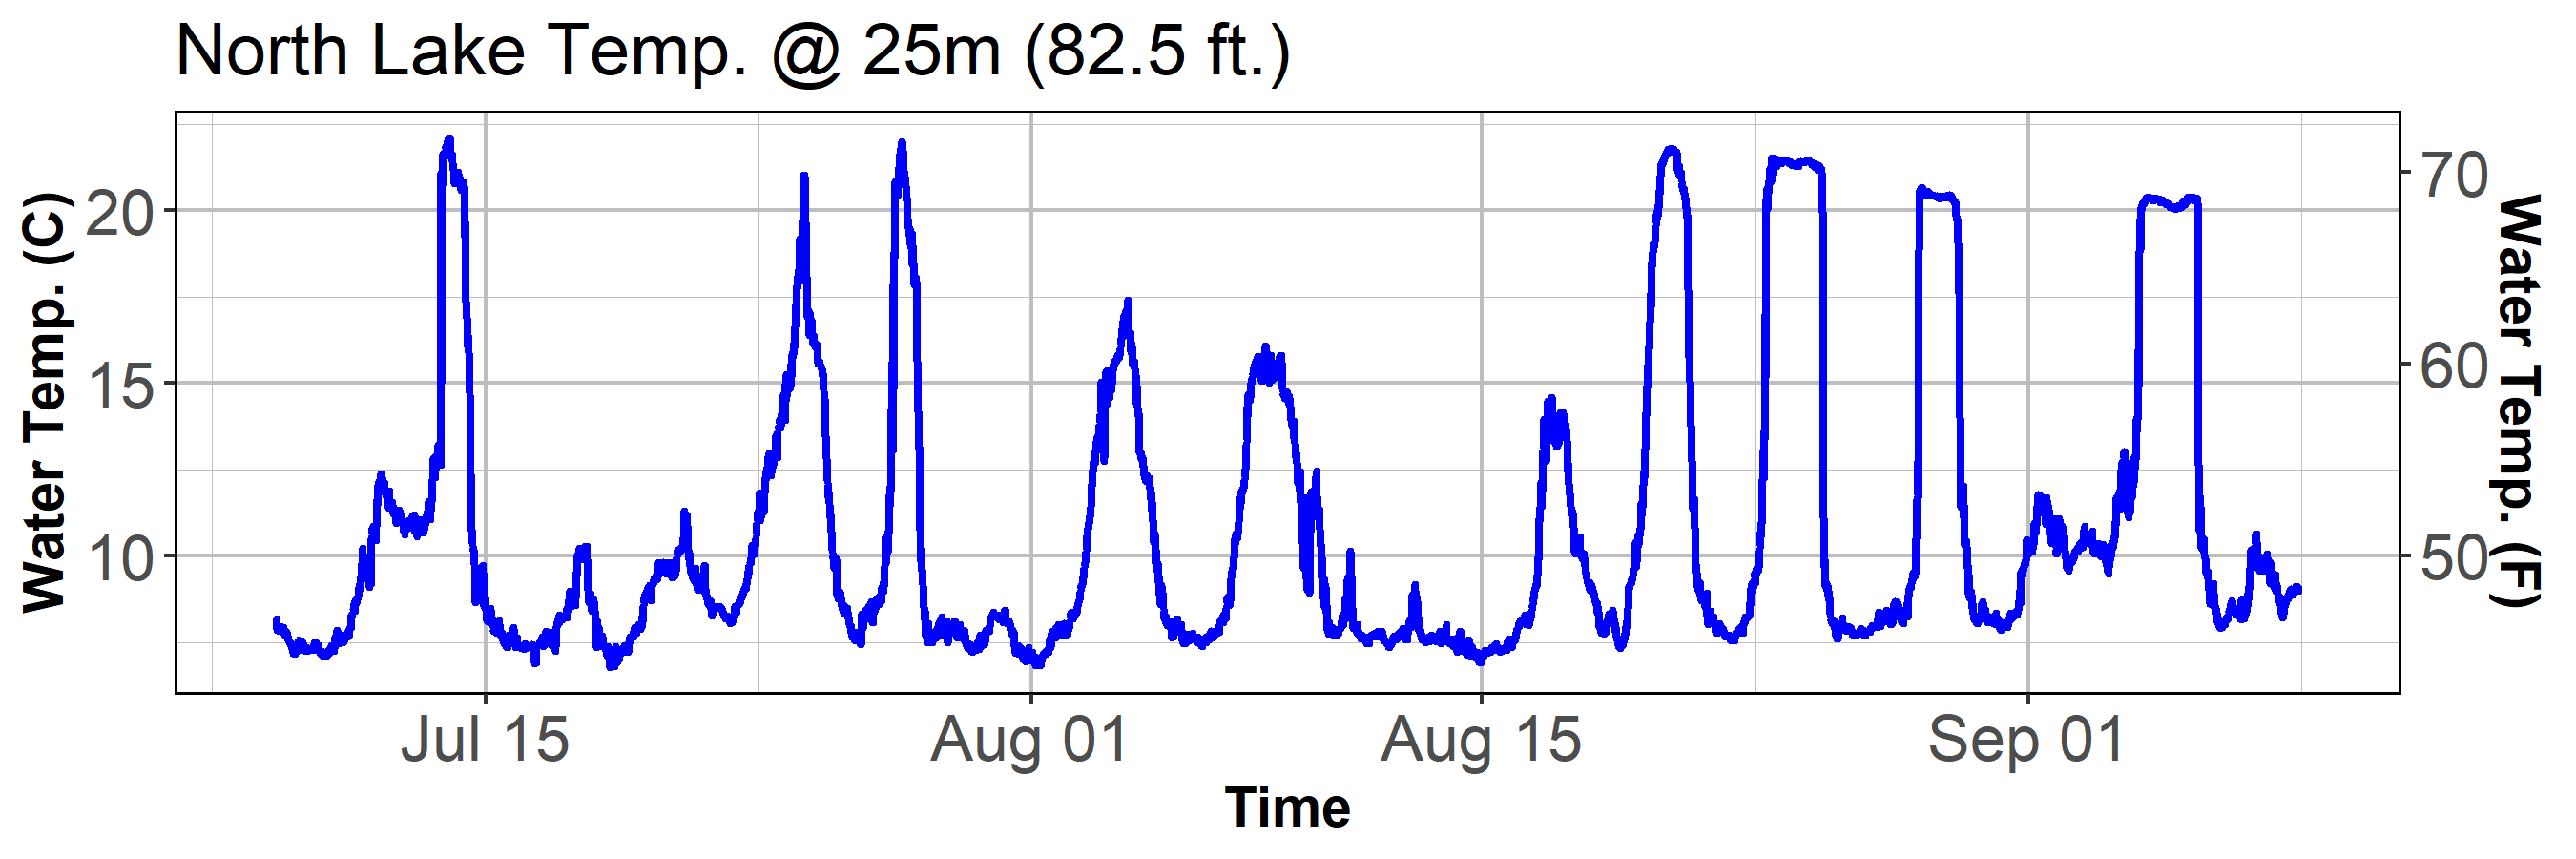 North Lake Temp. @ 25m (82.5 ft.)
Water Temp. (C)
20
15
10
70
60
50
Water Temp. (F)
Jul 15
Aug 01
Aug 15
Sep 01
Time